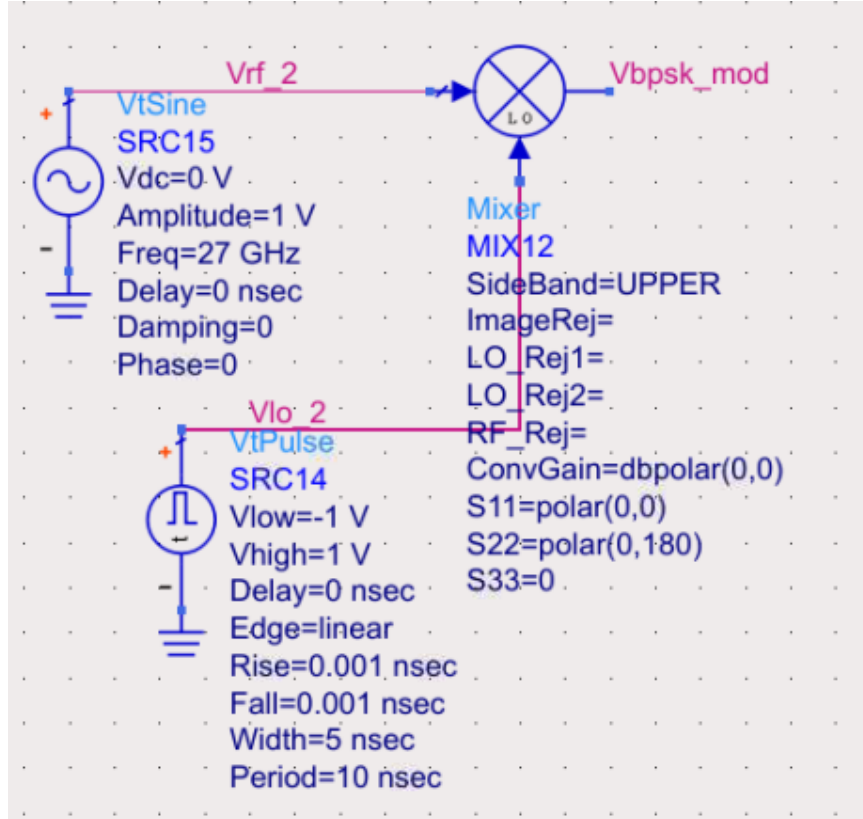 Vrf_2
Vbpsk_mod
+
VtSine
SRC15
Vdc=0 V
Amplitude=1 V
Freq=27 GHz
Delay=0 nsec
Damping=0
Phase=0
-
LO
Mixer
MIX12
SideBand=UPPER
ImageRej=
LO_Rej1=
LO_Rej2=
RF_Rej=
ConvGain=dbpolar(0,0)
S11=polar(0,0)
S22=polar(0,180)
S33=0
Vlo_2
+
VtPulse
SRC14
Vlow=-1 V
Vhigh=1 V
Delay=0 nsec
Edge=linear
Rise=0.001 nsec
Fall=0.001 nsec
Width=5 nsec
Period=10 nsec
t
-